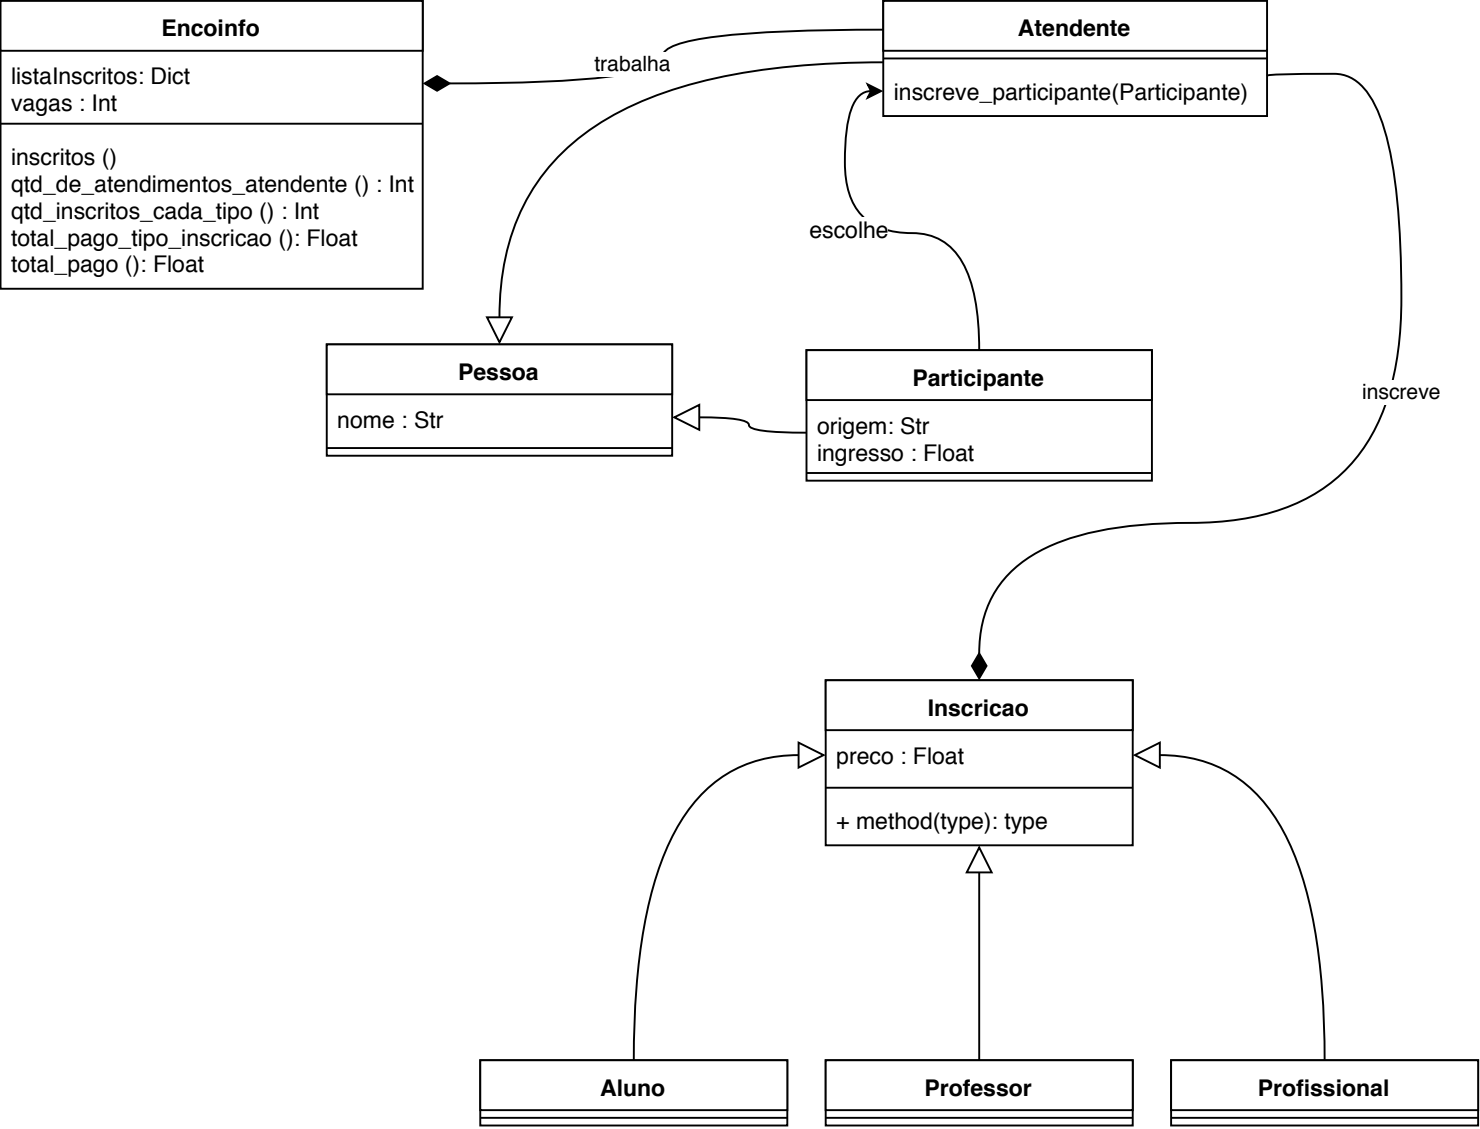 Encoinfo
listaInscritos: Dict
vagas : Int
inscritos ()
qtd_de_atendimentos_atendente () : Int
qtd_inscritos_cada_tipo () : Int
total_pago_tipo_inscricao (): Float
total_pago (): Float
trabalha
Atendente
inscreve_participante(Participante)
escolhe
Pessoa
nome : Str
Participante
origem: Str
ingresso : Float
inscreve
Inscricao
preco : Float
+ method(type): type
Aluno
Professor
Profissional